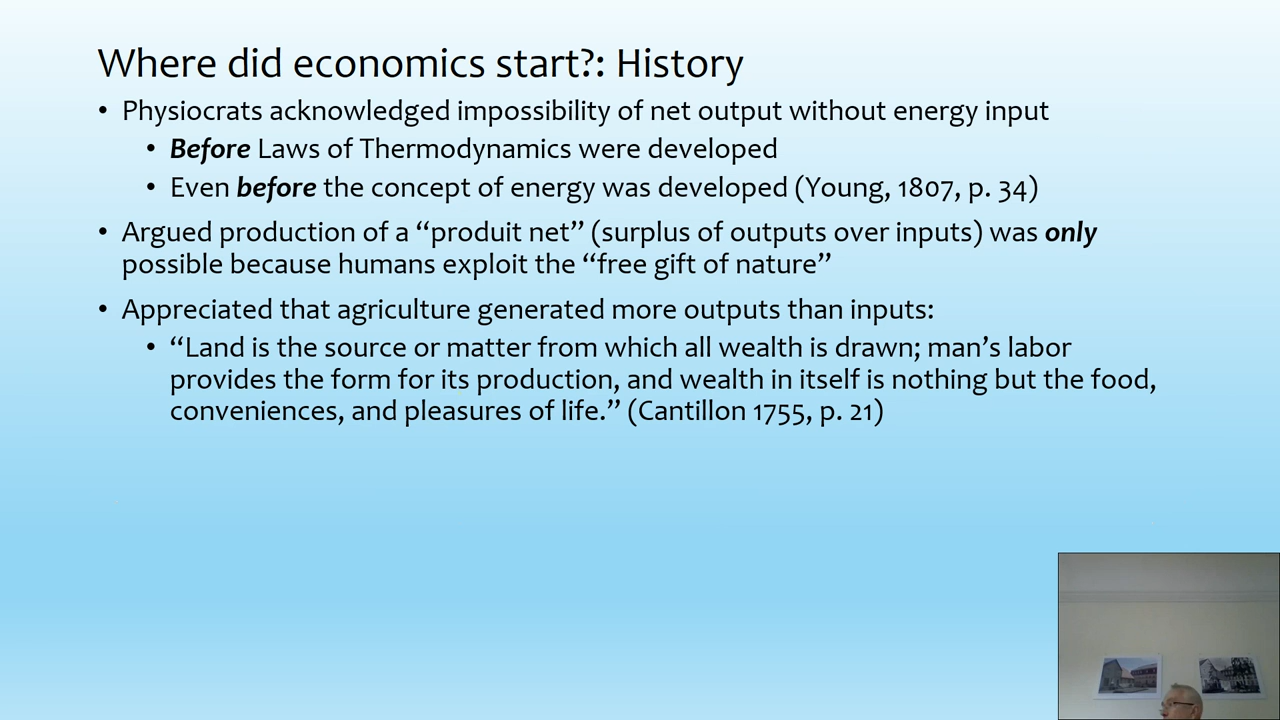 Where did economics start?: History
• Physiocrats acknowledged impossibility of net output without energy input
• Before Laws of Thermodynamics were developed
• Even before the concept of energy was developed (Young, 1807, p. 34)
• Argued production of a “produit net” (surplus of outputs over inputs) was only
possible because humans exploit the “free gift of nature”
• Appreciated that agriculture generated more outputs than inputs:
• “Land is the source or matter from which all wealth is drawn; man’s labor
provides the form for its production, and wealth in itself is nothing but the food,
conveniences, and pleasures of life.” (Cantillon 1755, p. 21)